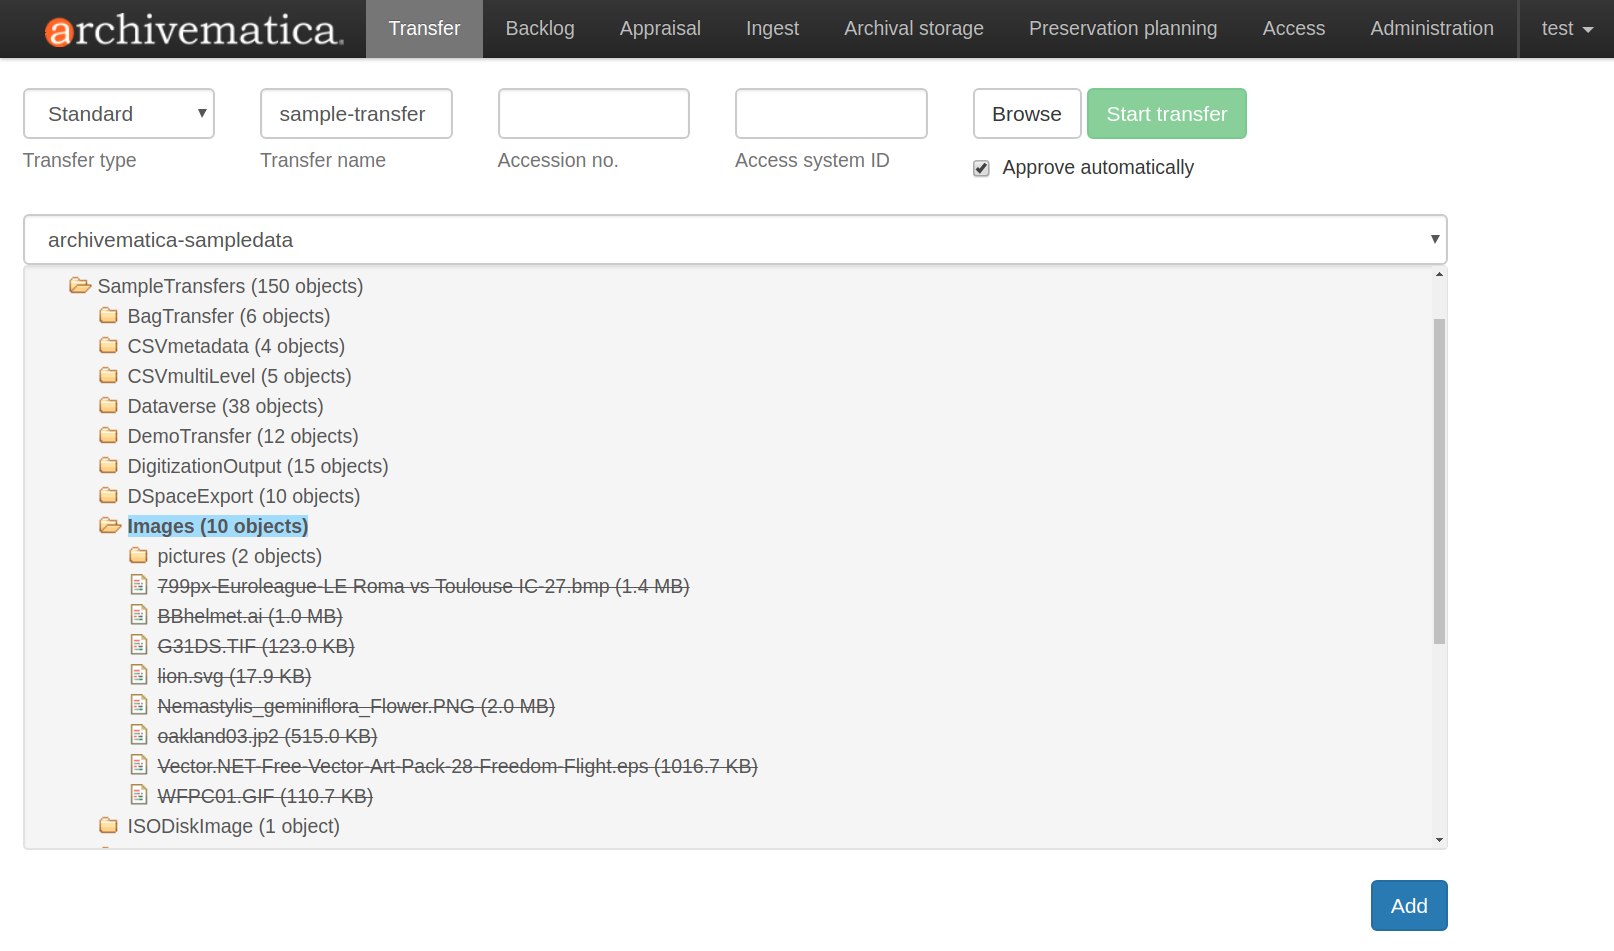 archivematica.
Transfer
Backlog
Appraisal
Ingest
Archival storage
Preservation planning
Access
Administration
test
Standard
sample-transfer
Browse
Start transfer
Transfer type
Transfer name
Accession no.
Access system ID
Approve automatically
archivematica-sampledata
SampleTransfers (150 objects)
BagTransfer (6 objects)
CSVmetadata (4 objects)
CSVmultiLevel (5 objects)
Dataverse (38 objects)
DemoTransfer (12 objects)
DigitizationOutput (15 objects)
DSpaceExport (10 objects)
Images (10 objects)
pictures (2 objects)
799px-Euroleague-LE Roma vs Toulouse IC-27.bmp (1.4 MB)
BBhelmet.ai (1.0 MB)
G31DS.TIF (123.0 KB)
lion.svg (17.9 KB)
Nemastylis_geminiflora_Flower.PNG (2.0 MB)
oakland03.jp2 (515.0 KB)
Vector.NET-Free-Vector-Art-Pack-28-Freedom-Flight.eps (1016.7 KB)
WFPC01.GIF (110.7 KB)
ISODiskImage (1 object)
Add